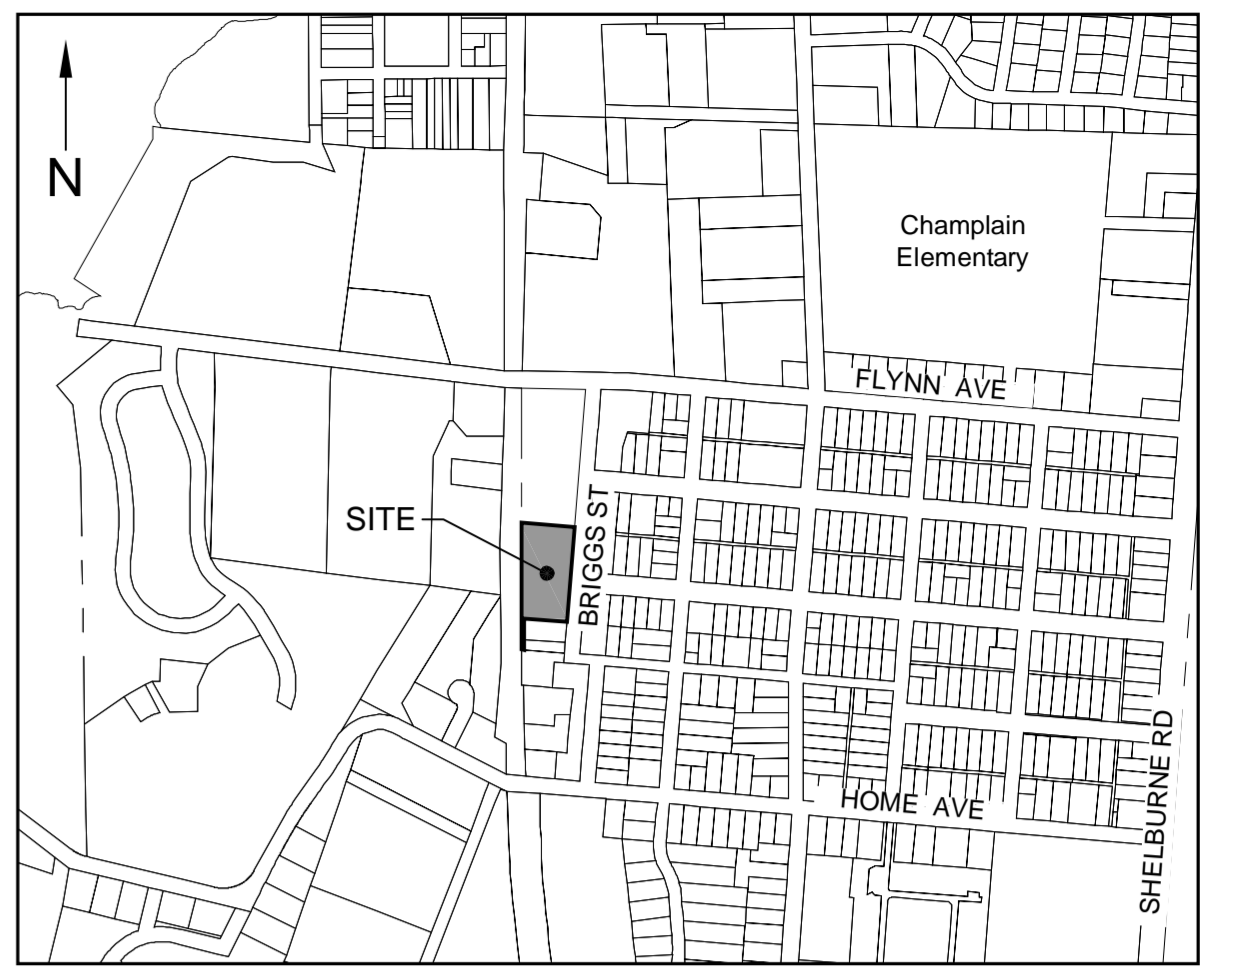 N
Champlain
Elementary
FLYNN AVE
SITE
BRIGGS ST
HOME AVE
SHELBURNE RD